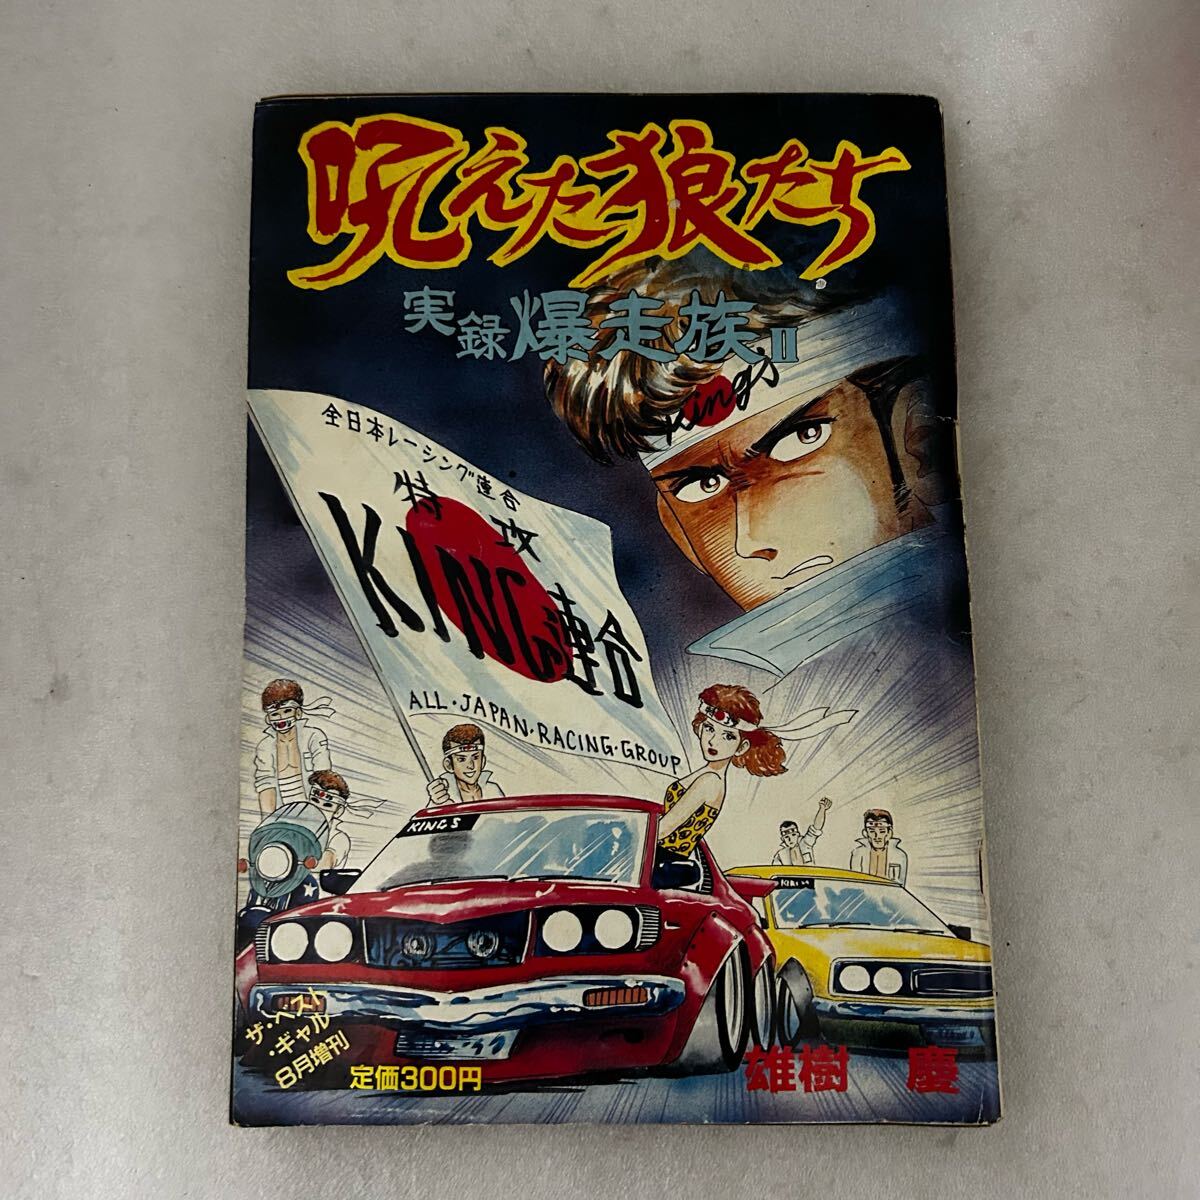 吼えた狼たち
実録爆走族II
Kings
全日本レーシング連合
特攻
KINGS連合
ALL・JAPAN・RACING・GROUP
KINGS
ザ・ベスト
・ギャル
8月増刊
定価300円
雄樹 慶